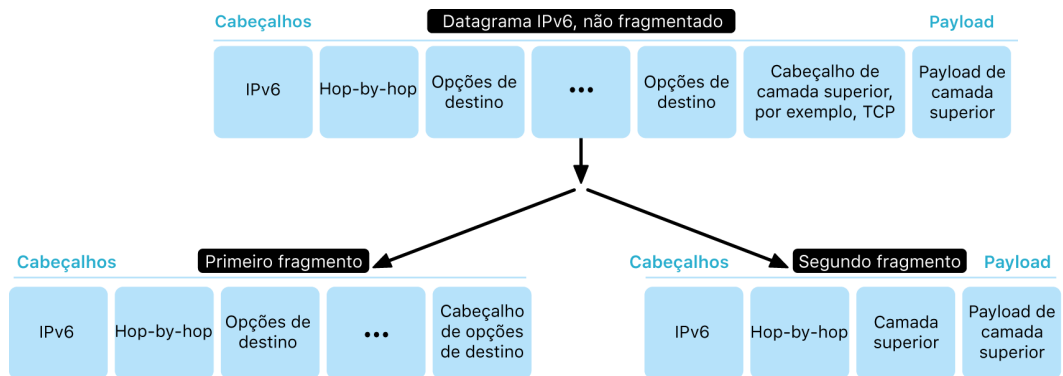 Cabeçalhos
Datagrama IPv6, não fragmentado
Payload
IPv6
Hop-by-hop
Opções de
destino
...
Opções de
destino
Cabeçalho de
camada superior,
por exemplo, TCP
Payload de
camada
superior
Cabeçalhos
Primeiro fragmento
IPv6
Hop-by-hop
Opções de
destino
...
Cabeçalho
de opções
de destino
Cabeçalhos
Segundo fragmento
Payload
IPv6
Hop-by-hop
Camada
superior
Payload de
camada
superior